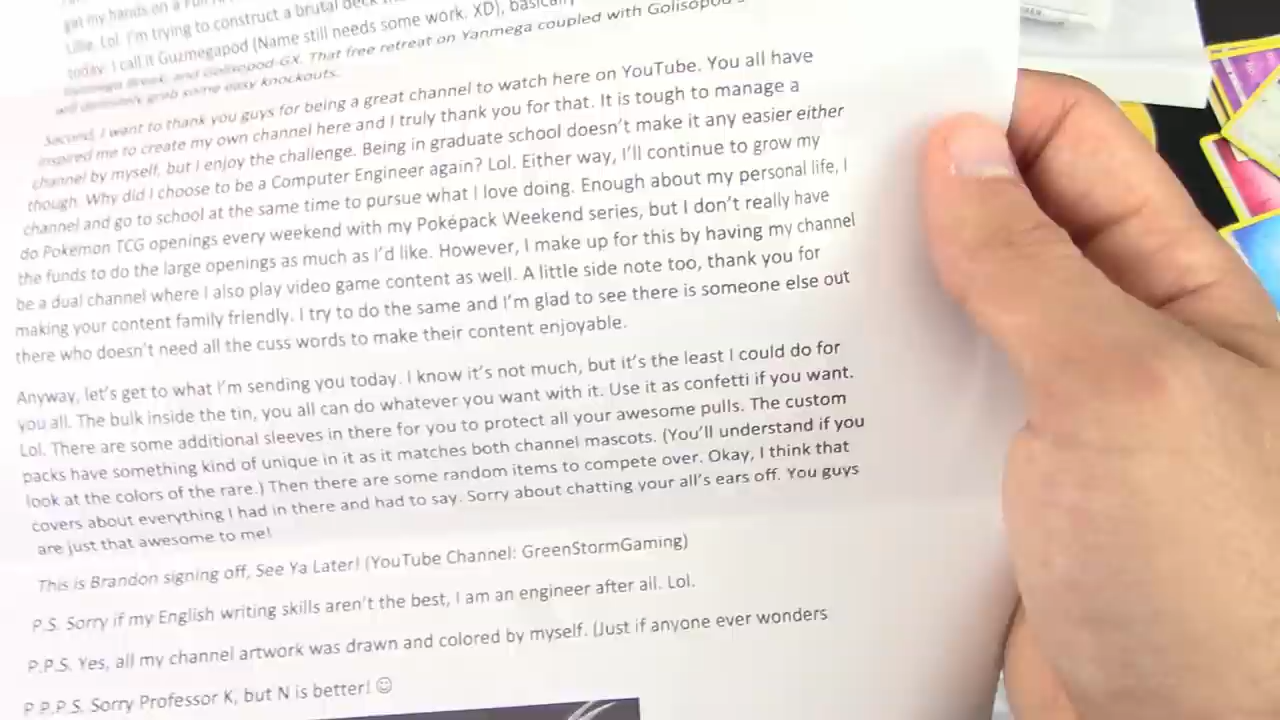 get my hands on a
Lillie. Lol. I'm trying to construct a brutal deck
today. I call it Guzmegapod (Name still needs some work. XD), basically
Yanmega Break, and Golisopod-GX. That free retreat on Yanmega coupled with Golisopod's
will definitely grab some easy knockouts.
Second, I want to thank you guys for being a great channel to watch here on YouTube. You all have
inspired me to create my own channel here and I truly thank you for that. It is tough to manage a
channel by myself, but I enjoy the challenge. Being in graduate school doesn't make it any easier either
though. Why did I choose to be a Computer Engineer again? Lol. Either way, I'll continue to grow my
channel and go to school at the same time to pursue what I love doing. Enough about my personal life, I
do Pokémon TCG openings every weekend with my Poképack Weekend series, but I don't really have
the funds to do the large openings as much as I'd like. However, I make up for this by having my channel
be a dual channel where I also play video game content as well. A little side note too, thank you for
making your content family friendly. I try to do the same and I'm glad to see there is someone else out
there who doesn't need all the cuss words to make their content enjoyable.
Anyway, let's get to what I'm sending you today. I know it's not much, but it's the least I could do for
you all. The bulk inside the tin, you all can do whatever you want with it. Use it as confetti if you want.
Lol. There are some additional sleeves in there for you to protect all your awesome pulls. The custom
packs have something kind of unique in it as it matches both channel mascots. (You'll understand if you
look at the colors of the rare.) Then there are some random items to compete over. Okay, I think that
covers about everything I had in there and had to say. Sorry about chatting your all's ears off. You guys
are just that awesome to me!
This is Brandon signing off, See Ya Later! (YouTube Channel: GreenStormGaming)
P.S. Sorry if my English writing skills aren't the best, I am an engineer after all. Lol.
P.P.S. Yes, all my channel artwork was drawn and colored by myself. (Just if anyone ever wonders
P.P.P.S. Sorry Professor K, but N is better! ☺